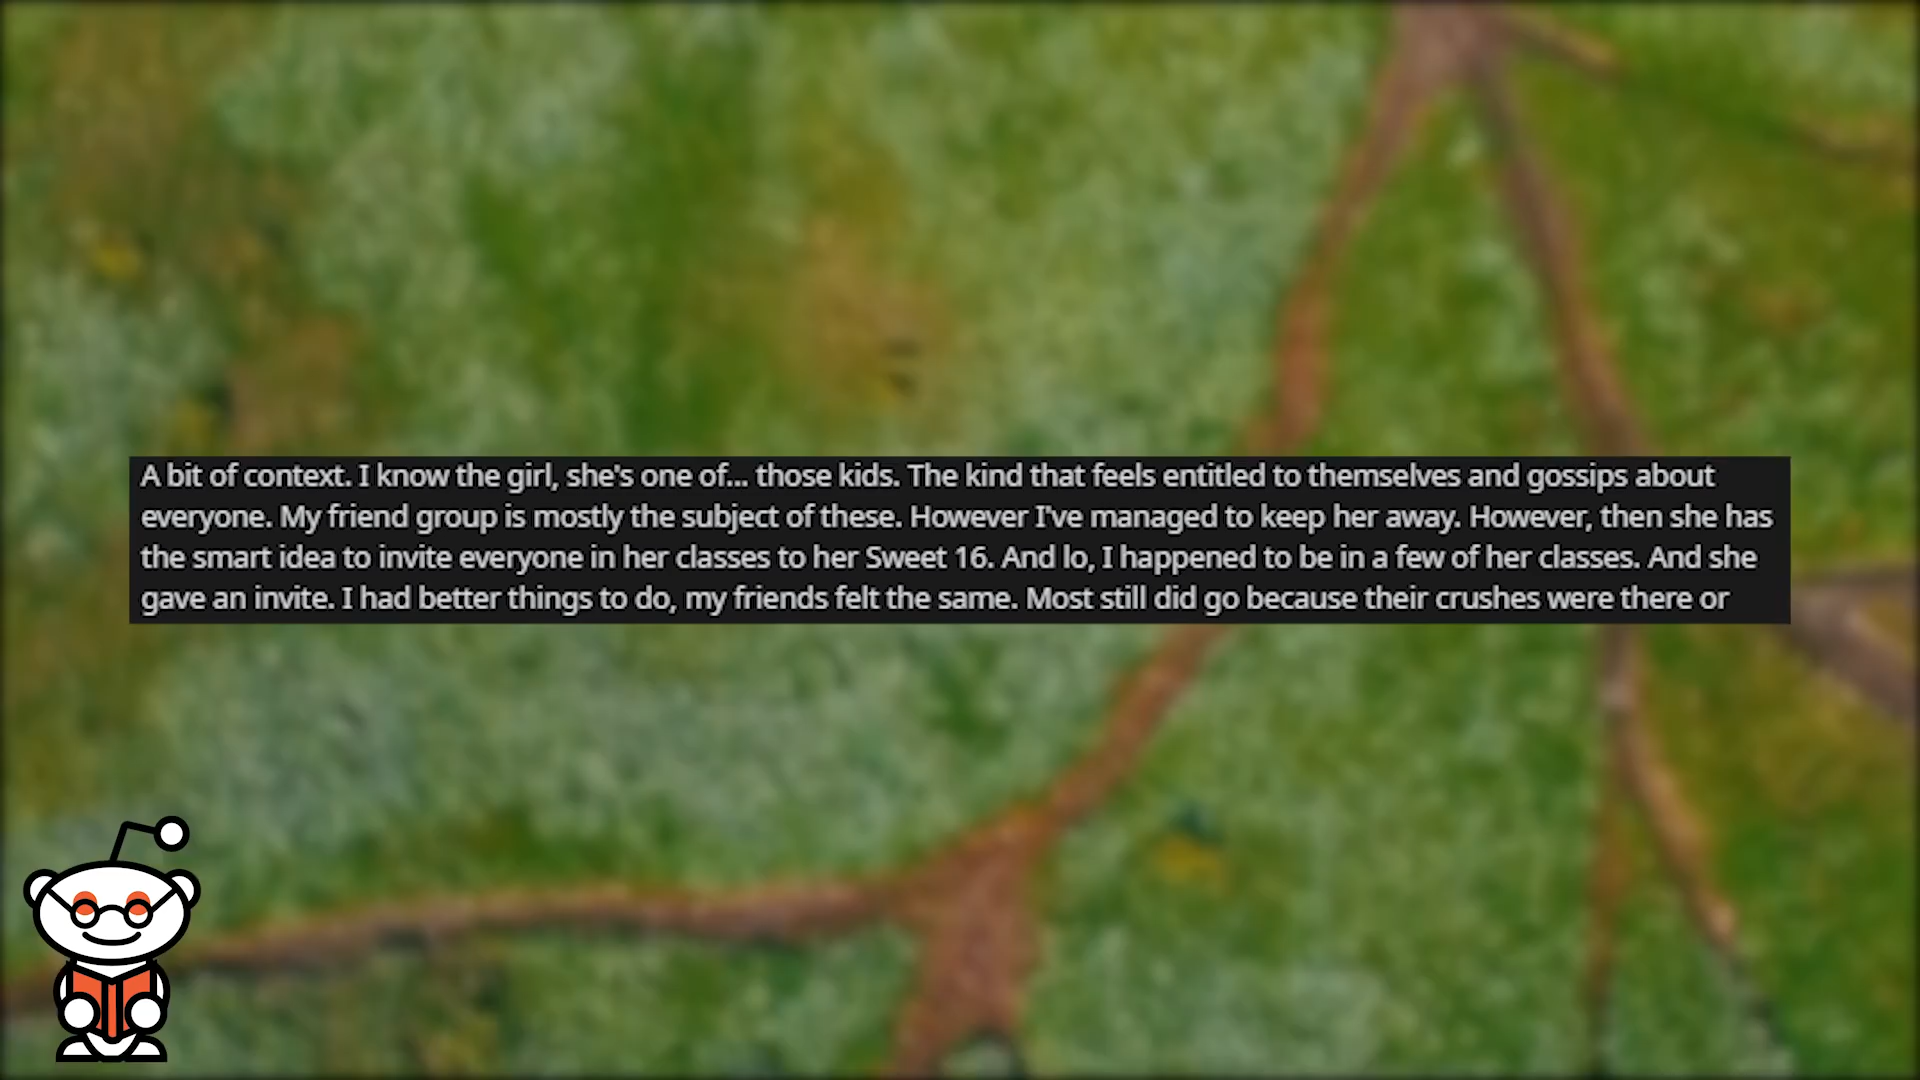 A bit of context. I know the girl, she's one of... those kids. The kind that feels entitled to themselves and gossips about
everyone. My friend group is mostly the subject of these. However I've managed to keep her away. However, then she has
the smart idea to invite everyone in her classes to her Sweet 16. And lo, I happened to be in a few of her classes. And she
gave an invite. I had better things to do, my friends felt the same. Most still did go because their crushes were there or